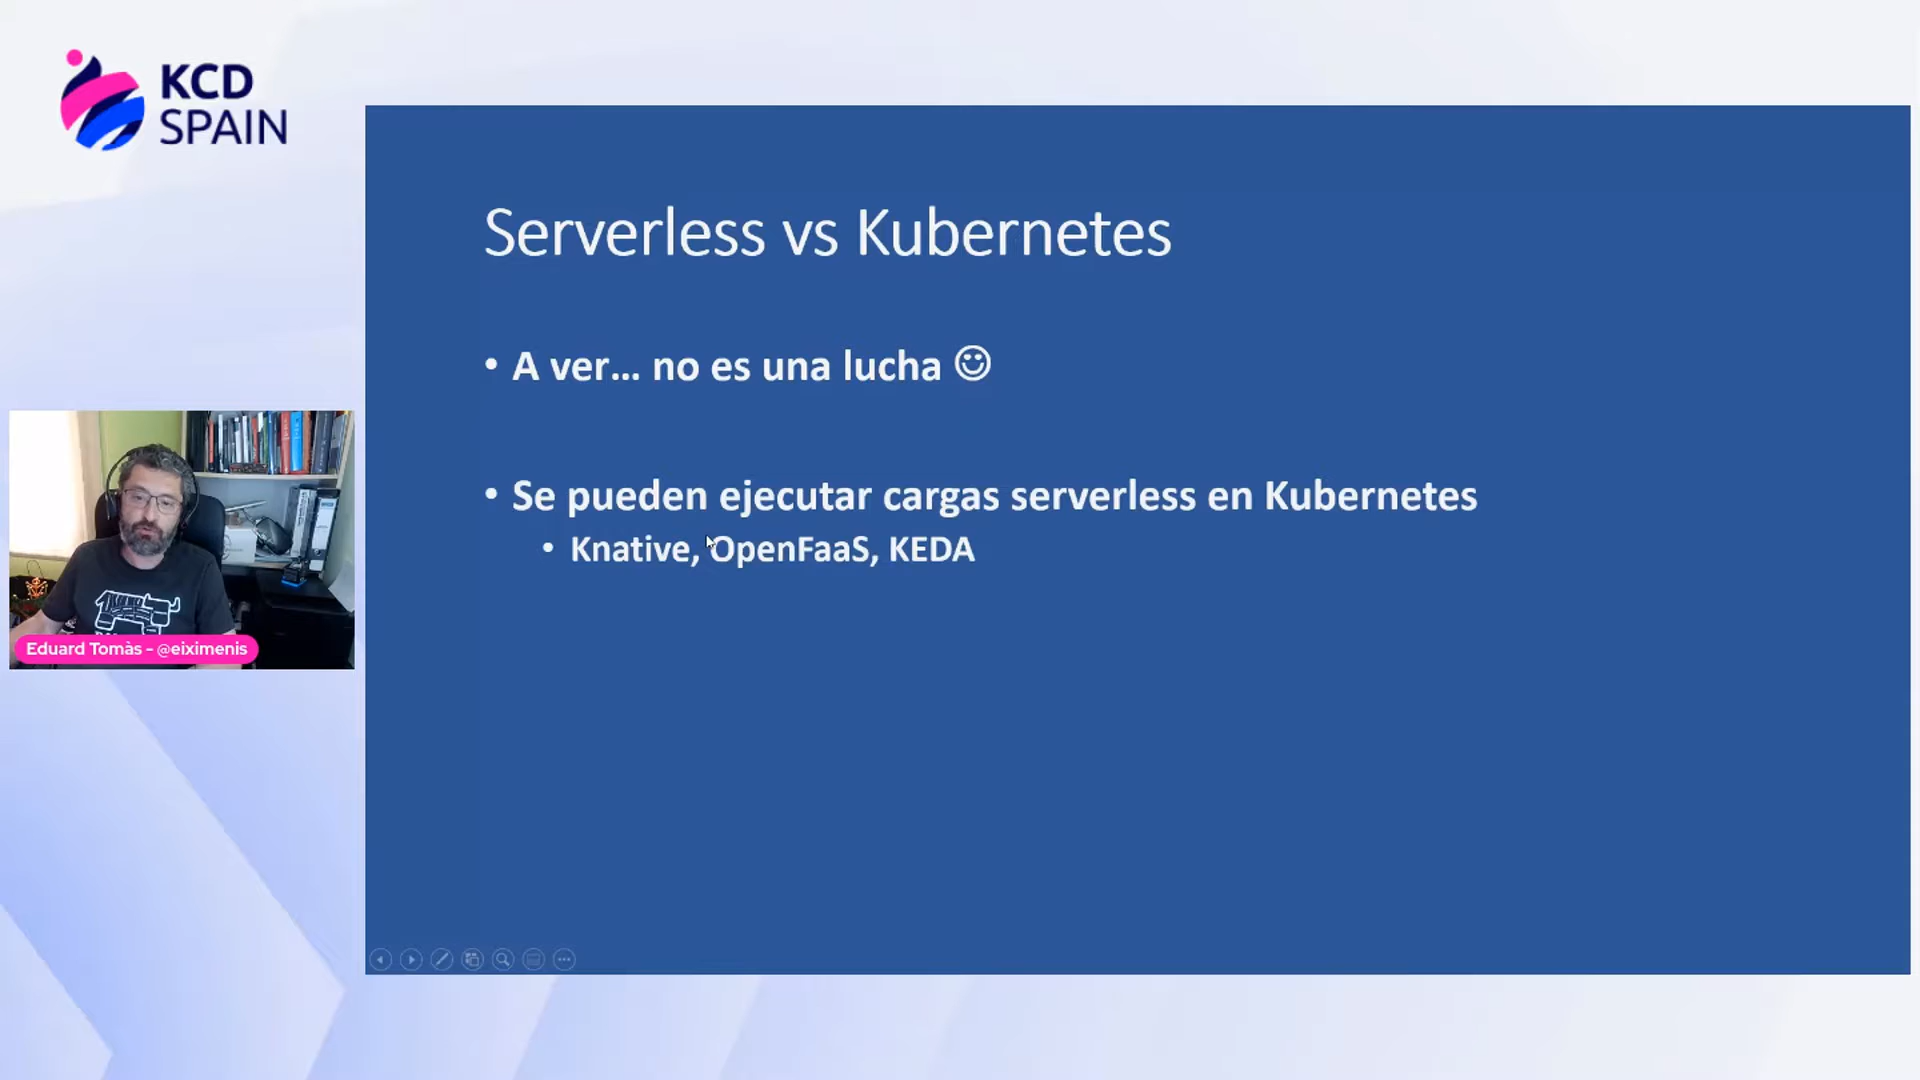 KCD
SPAIN
Serverless vs Kubernetes
• A ver... no es una lucha ☺
• Se pueden ejecutar cargas serverless en Kubernetes
• Knative, OpenFaaS, KEDA
Eduard Tomàs - @eiximenis